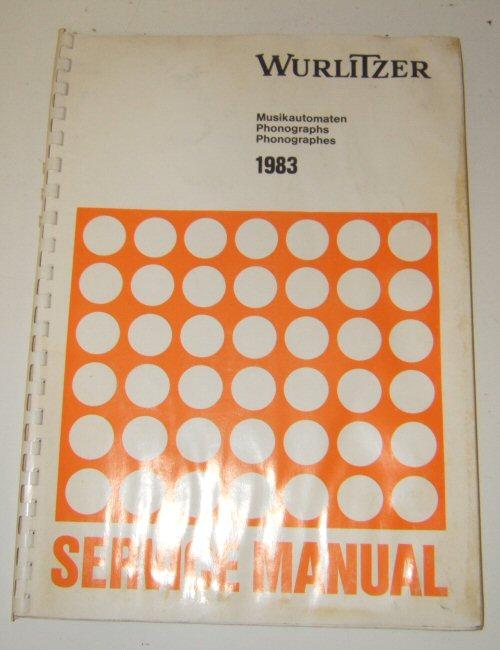 WURLITZER
Musikautomaten
Phonographs
Phonographes
1983
SERVICE MANUAL